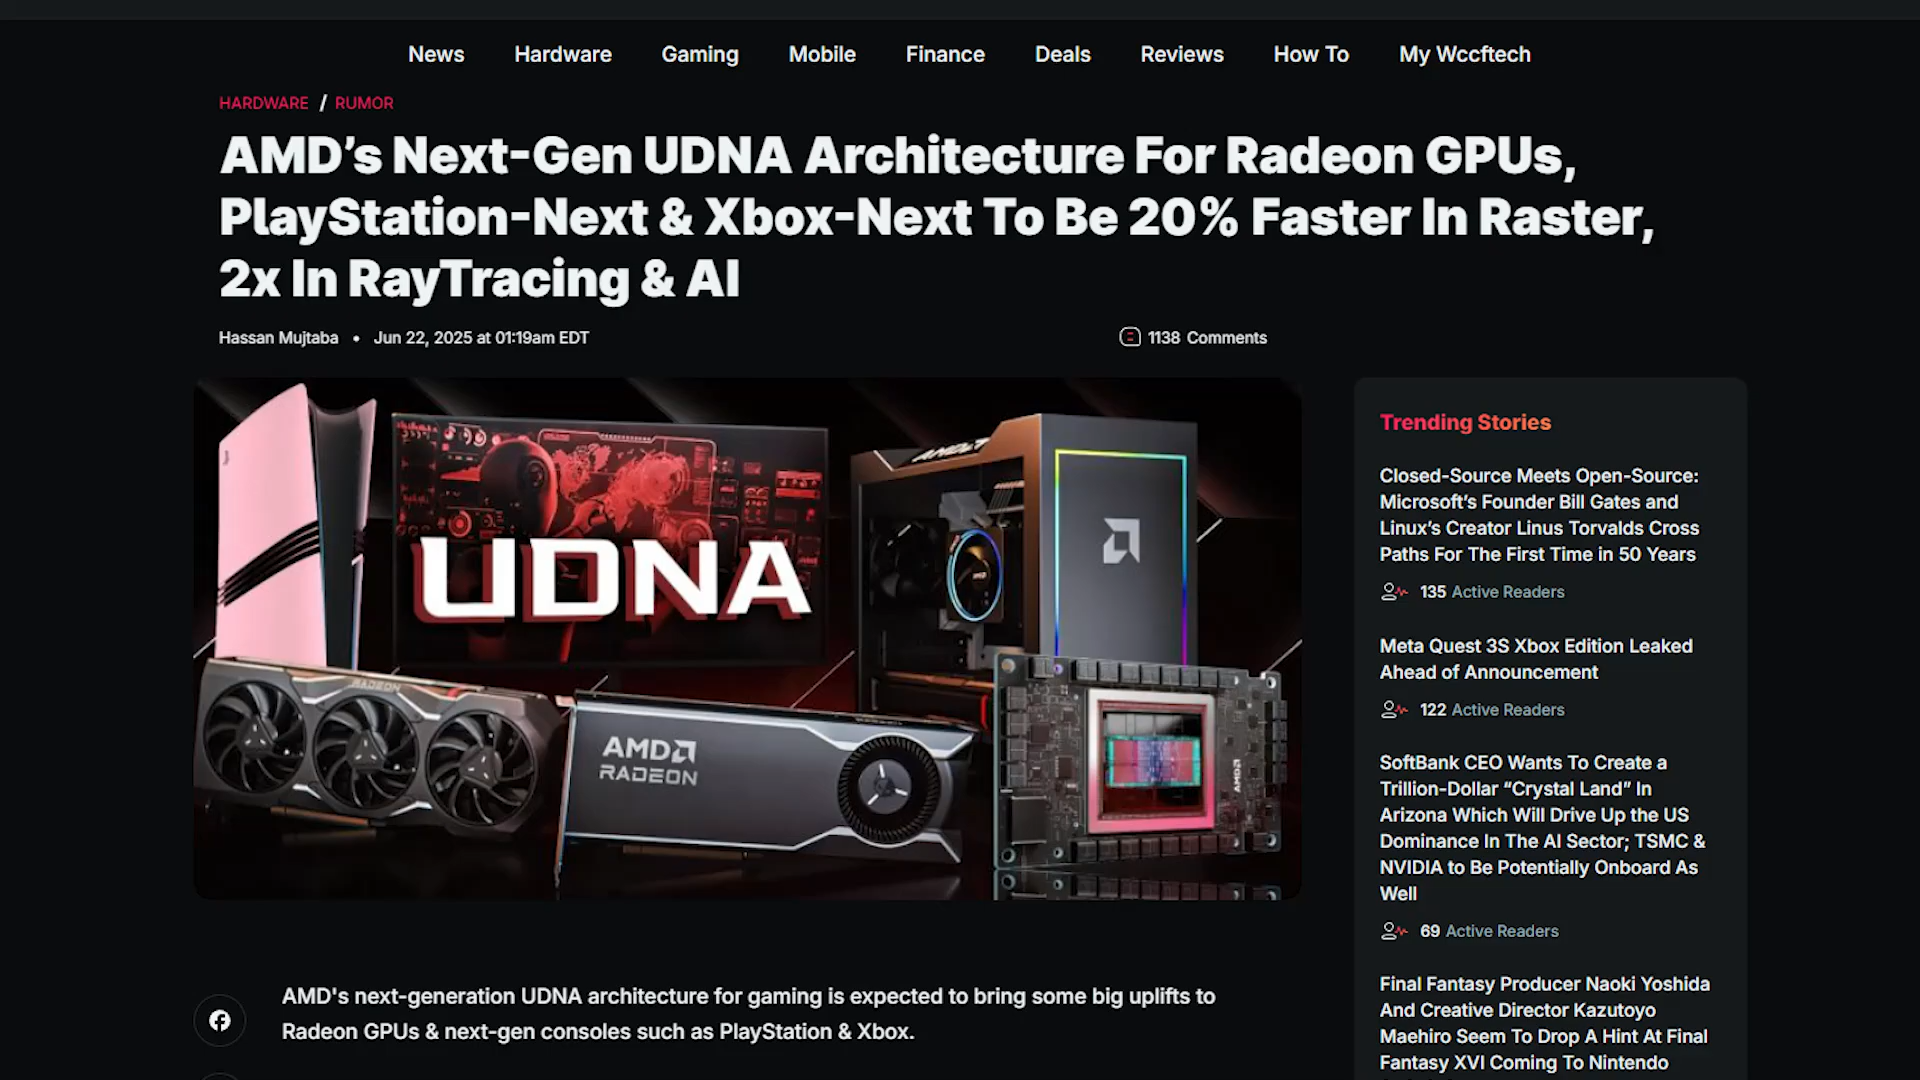 News Hardware Gaming Mobile Finance Deals Reviews How To My Wccftech
HARDWARE / RUMOR
AMD’s Next-Gen UDNA Architecture For Radeon GPUs,
PlayStation-Next & Xbox-Next To Be 20% Faster In Raster,
2x In RayTracing & AI
Hassan Mujtaba • Jun 22, 2025 at 01:19am EDT
1138 Comments
UDNA
AMD
RADEON
RADEON
AMD
AMD
Trending Stories
Closed-Source Meets Open-Source:
Microsoft’s Founder Bill Gates and
Linux’s Creator Linus Torvalds Cross
Paths For The First Time in 50 Years
135 Active Readers
Meta Quest 3S Xbox Edition Leaked
Ahead of Announcement
122 Active Readers
SoftBank CEO Wants To Create a
Trillion-Dollar “Crystal Land” In
Arizona Which Will Drive Up the US
Dominance In The AI Sector; TSMC &
NVIDIA to Be Potentially Onboard As
Well
69 Active Readers
Final Fantasy Producer Naoki Yoshida
And Creative Director Kazutoyo
Maehiro Seem To Drop A Hint At Final
Fantasy XVI Coming To Nintendo
AMD's next-generation UDNA architecture for gaming is expected to bring some big uplifts to
Radeon GPUs & next-gen consoles such as PlayStation & Xbox.